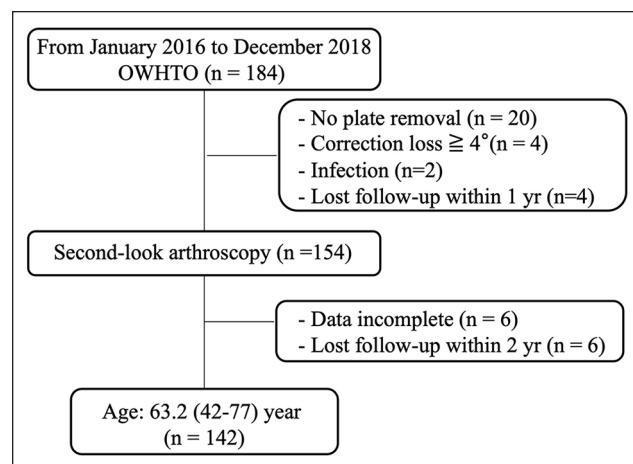 From January 2016 to December 2018
OWHTO (n = 184)
- No plate removal (n = 20)
- Correction loss ≧ 4°(n = 4)
- Infection (n=2)
- Lost follow-up within 1 yr (n=4)
Second-look arthroscopy (n =154)
- Data incomplete (n = 6)
- Lost follow-up within 2 yr (n = 6)
Age: 63.2 (42-77) year
(n = 142)